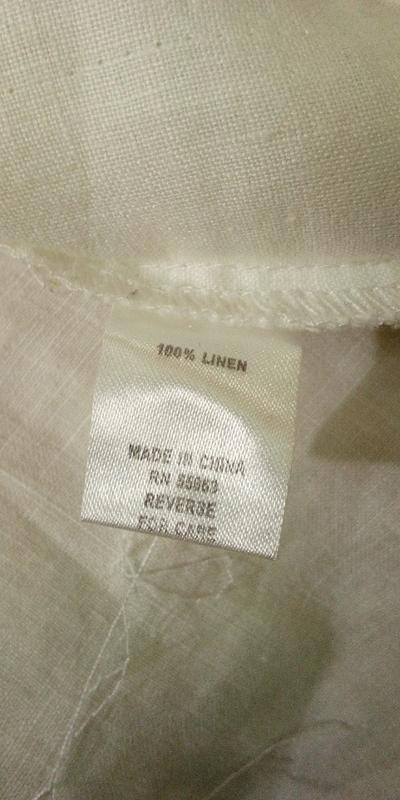 100% LINEN
MADE IN CHINA
RN
REVERSE
FOR CARE